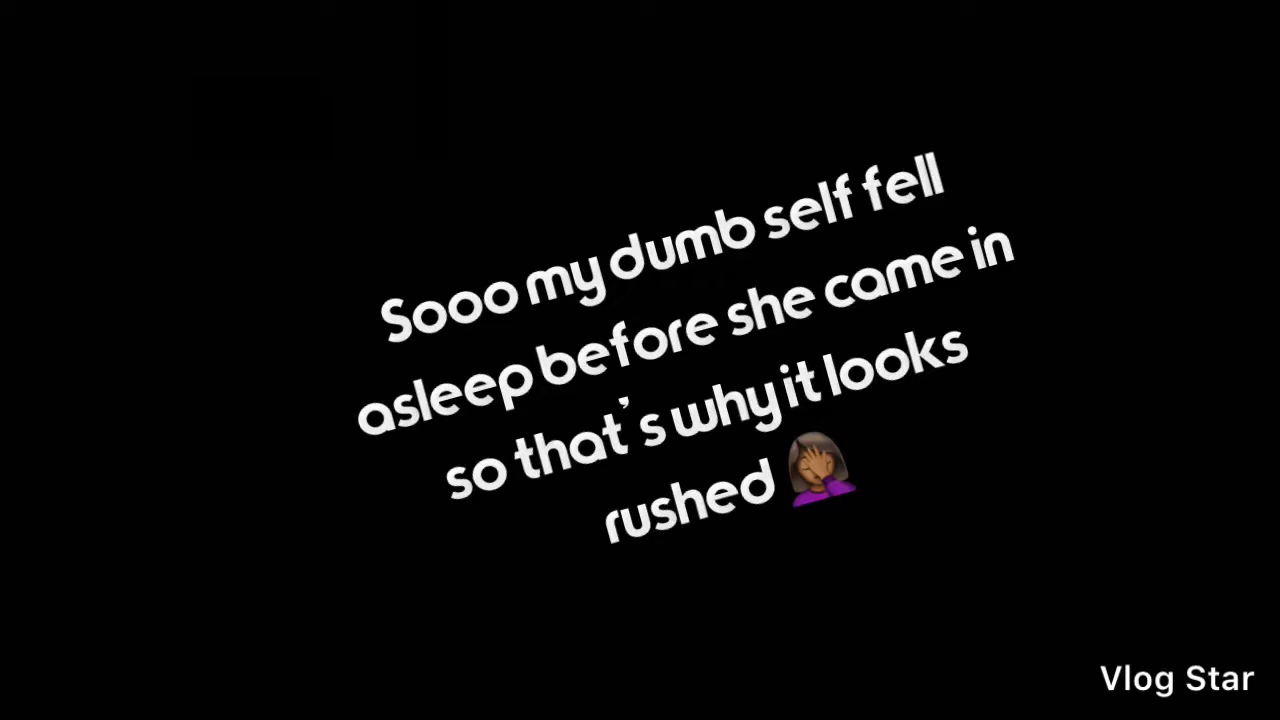 Sooo my dumb self fell
asleep before she came in
so that's why it looks
rushed 🤦🏾‍♀️
Vlog Star